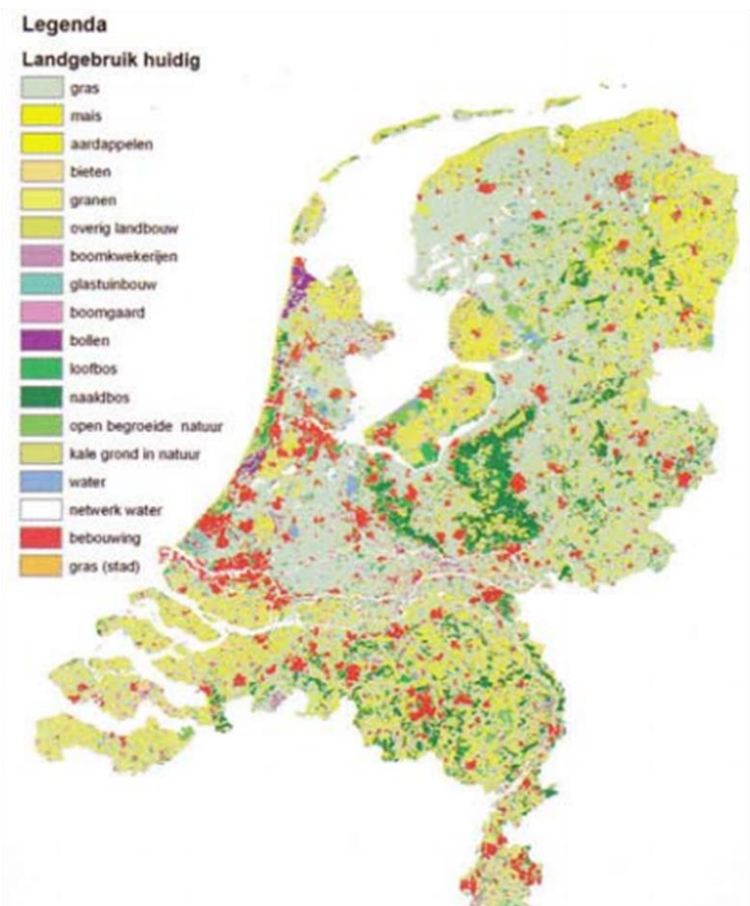 Legenda
Landgebruik huidig
gras
mais
aardappelen
bieten
granen
overig landbouw
boomkwekerijen
glastuinbouw
boomgaard
bollen
loofbos
naaldbos
open begroeide natuur
kale grond in natuur
water
netwerk water
bebouwing
gras (stad)